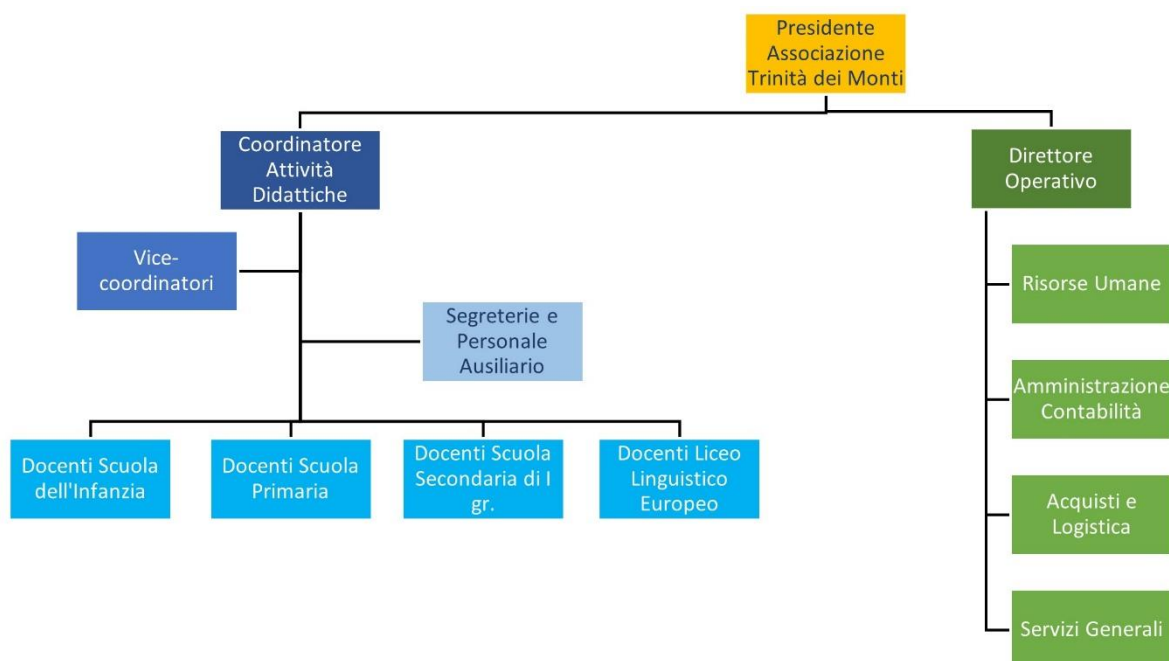 Presidente
Associazione
Trinità dei Monti
Coordinatore
Attività
Didattiche
Direttore
Operativo
Vice-
coordinatori
Segreterie e
Personale
Ausiliario
Docenti Scuola
dell'Infanzia
Docenti Scuola
Primaria
Docenti Scuola
Secondaria di I
gr.
Docenti Liceo
Linguistico
Europeo
Risorse Umane
Amministrazione
Contabilità
Acquisti e
Logistica
Servizi Generali